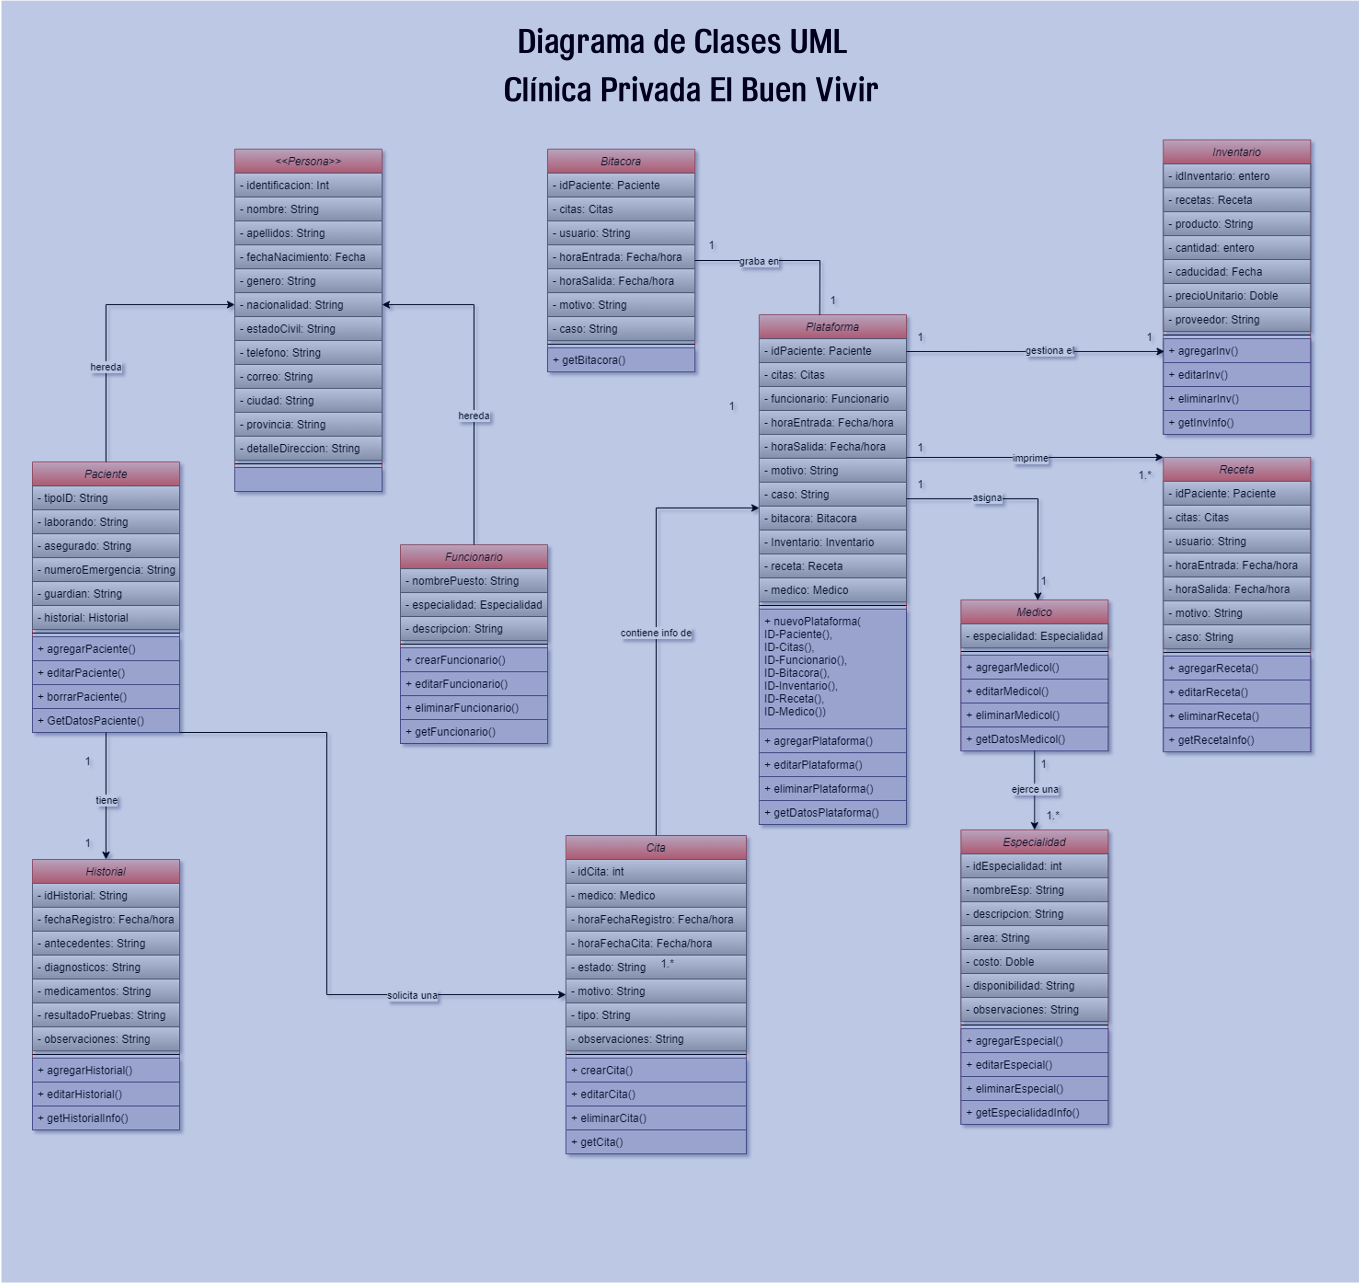 Diagrama de Clases UML
Clínica Privada El Buen Vivir
<<Persona>>
- identificacion: Int
- nombre: String
- apellidos: String
- fechaNacimiento: Fecha
- genero: String
- nacionalidad: String
- estadoCivil: String
- telefono: String
- correo: String
- ciudad: String
- provincia: String
- detalleDireccion: String
Bitacora
- idPaciente: Paciente
- citas: Citas
- usuario: String
- horaEntrada: Fecha/hora
- horaSalida: Fecha/hora
- motivo: String
- caso: String
+ getBitacora()
1
graba en
1
Inventario
- idInventario: entero
- recetas: Receta
- producto: String
- cantidad: entero
- caducidad: Fecha
- precioUnitario: Doble
- proveedor: String
+ agregarInv()
+ editarInv()
+ eliminarInv()
+ getInvInfo()
hereda
hereda
Plataforma
- idPaciente: Paciente
- citas: Citas
- funcionario: Funcionario
- horaEntrada: Fecha/hora
- horaSalida: Fecha/hora
- motivo: String
- caso: String
- bitacora: Bitacora
- Inventario: Inventario
- receta: Receta
- medico: Medico
+ nuevoPlataforma(
ID-Paciente(),
ID-Citas(),
ID-Funcionario(),
ID-Bitacora(),
ID-Inventario(),
ID-Receta(),
ID-Medico())
+ agregarPlataforma()
+ editarPlataforma()
+ eliminarPlataforma()
+ getDatosPlataforma()
1
gestiona el
1
1
1
imprime
1.*
1
asigna
1
Receta
- idPaciente: Paciente
- citas: Citas
- usuario: String
- horaEntrada: Fecha/hora
- horaSalida: Fecha/hora
- motivo: String
- caso: String
+ agregarReceta()
+ editarReceta()
+ eliminarReceta()
+ getRecetaInfo()
Paciente
- tipoID: String
- laborando: String
- asegurado: String
- numeroEmergencia: String
- guardian: String
- historial: Historial
+ agregarPaciente()
+ editarPaciente()
+ borrarPaciente()
+ GetDatosPaciente()
Funcionario
- nombrePuesto: String
- especialidad: Especialidad
- descripcion: String
+ crearFuncionario()
+ editarFuncionario()
+ eliminarFuncionario()
+ getFuncionario()
contiene info de
Medico
- especialidad: Especialidad
+ agregarMedicol()
+ editarMedicol()
+ eliminarMedicol()
+ getDatosMedicol()
1
ejerce una
1.*
1
tiene
1
Historial
- idHistorial: String
- fechaRegistro: Fecha/hora
- antecedentes: String
- diagnosticos: String
- medicamentos: String
- resultadoPruebas: String
- observaciones: String
+ agregarHistorial()
+ editarHistorial()
+ getHistorialInfo()
solicita una
Cita
- idCita: int
- medico: Medico
- horaFechaRegistro: Fecha/hora
- horaFechaCita: Fecha/hora
- estado: String
1.*
- motivo: String
- tipo: String
- observaciones: String
+ crearCita()
+ editarCita()
+ eliminarCita()
+ getCita()
Especialidad
- idEspecialidad: int
- nombreEsp: String
- descripcion: String
- area: String
- costo: Doble
- disponibilidad: String
- observaciones: String
+ agregarEspecial()
+ editarEspecial()
+ eliminarEspecial()
+ getEspecialidadInfo()